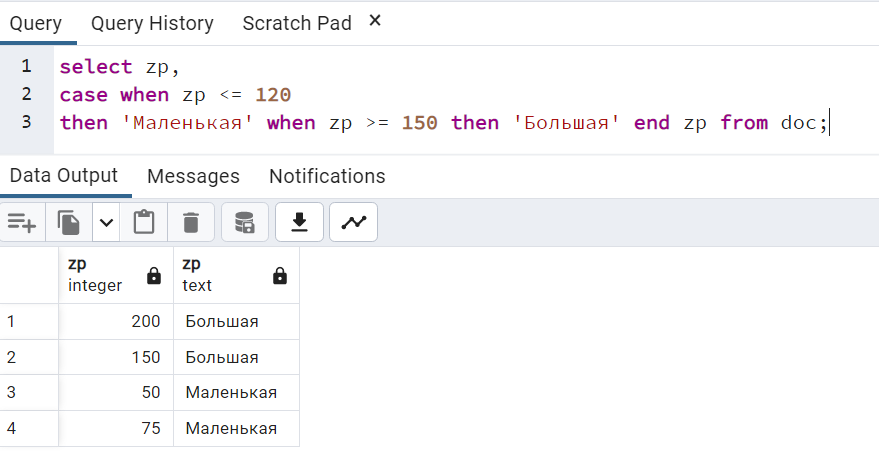 Query Query History Scratch Pad ×
1 select zp,
2 case when zp <= 120
3 then 'Маленькая' when zp >= 150 then 'Большая' end zp from doc;
Data Output Messages Notifications
zp zp
integer text
1 200 Большая
2 150 Большая
3 50 Маленькая
4 75 Маленькая